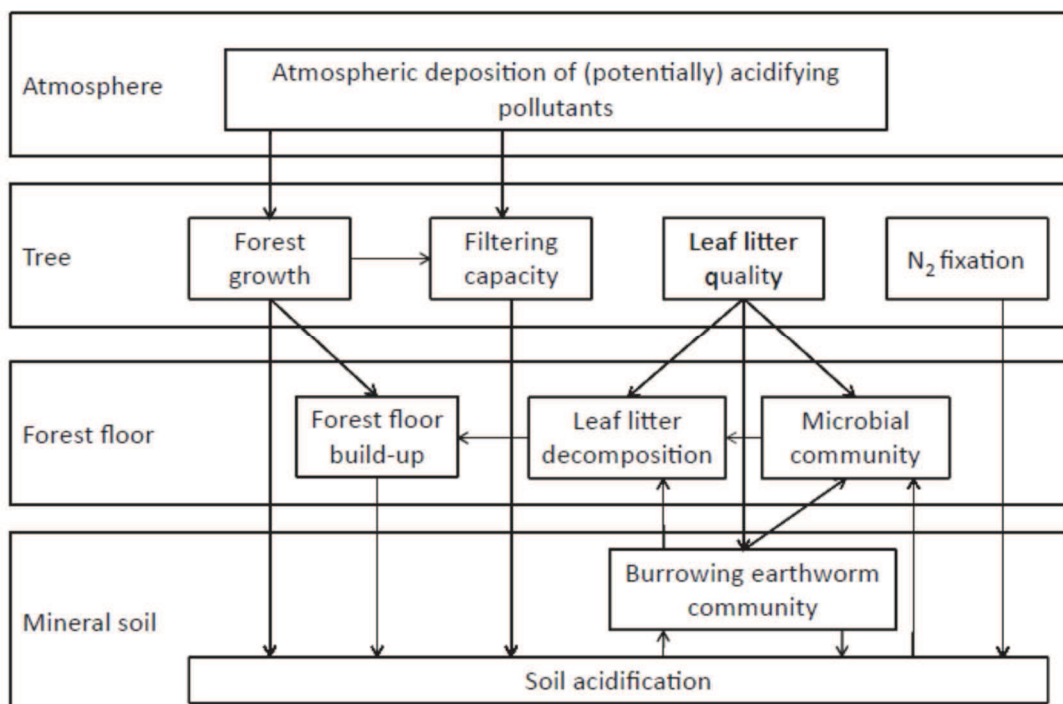 Atmosphere
Atmospheric deposition of (potentially) acidifying
pollutants
Tree
Forest
growth
Filtering
capacity
Leaf litter
quality
N₂ fixation
Forest floor
Forest floor
build-up
Leaf litter
decomposition
Microbial
community
Mineral soil
Burrowing earthworm
community
Soil acidification